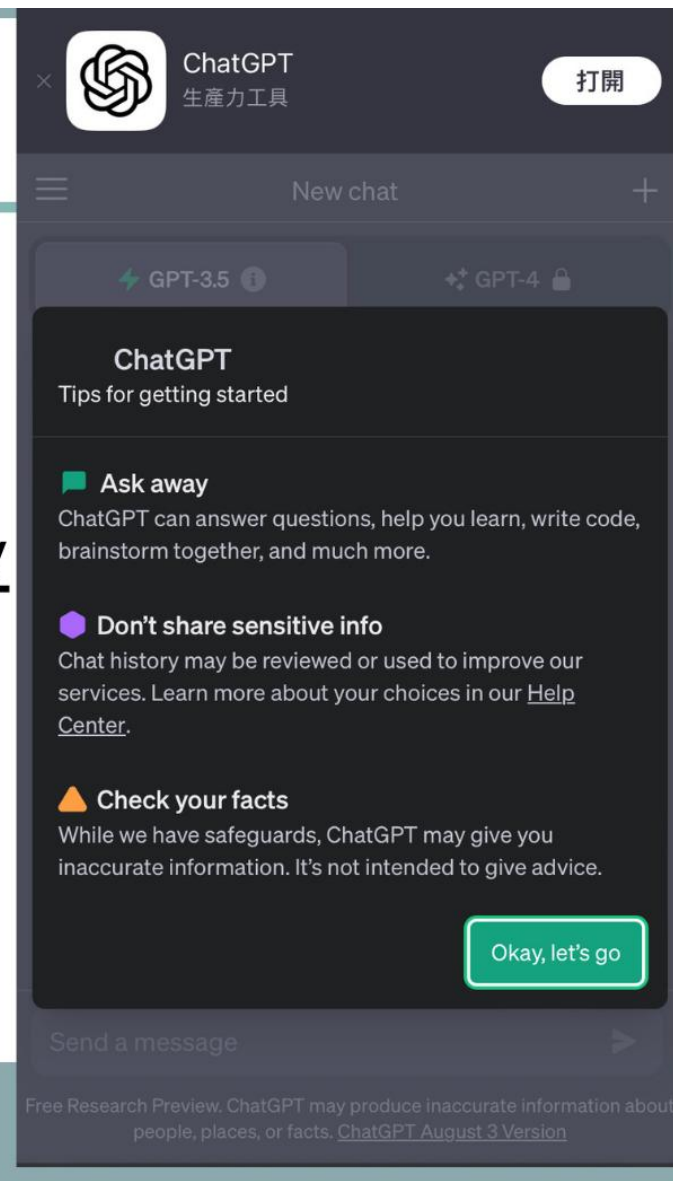 ChatGPT
生產力工具
打開
New chat
GPT-3.5
GPT-4
ChatGPT
Tips for getting started
Ask away
ChatGPT can answer questions, help you learn, write code,
brainstorm together, and much more.
Don't share sensitive info
Chat history may be reviewed or used to improve our
services. Learn more about your choices in our Help
Center.
Check your facts
While we have safeguards, ChatGPT may give you
inaccurate information. It's not intended to give advice.
Okay, let's go
Send a message
Free Research Preview. ChatGPT may produce inaccurate information about
people, places, or facts. ChatGPT August 3 Version